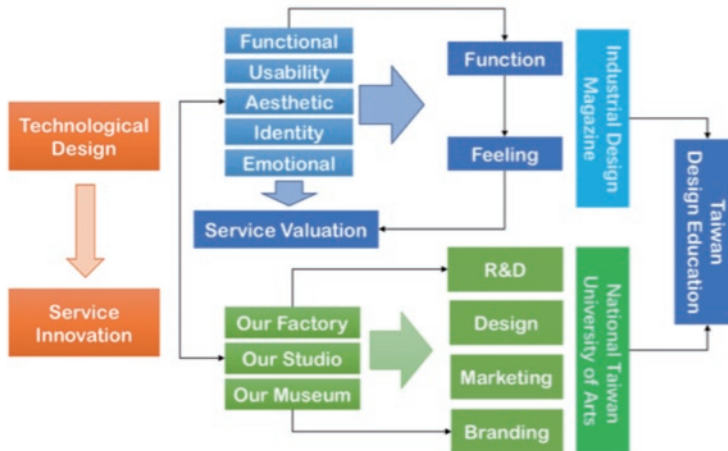 Functional
Usability
Aesthetic
Identity
Emotional
Function
Feeling
Industrial Design
Magazine
Technological
Design
Service Valuation
Taiwan
Design Education
Service
Innovation
Our Factory
Our Studio
Our Museum
R&D
Design
Marketing
Branding
National Taiwan
University of Arts